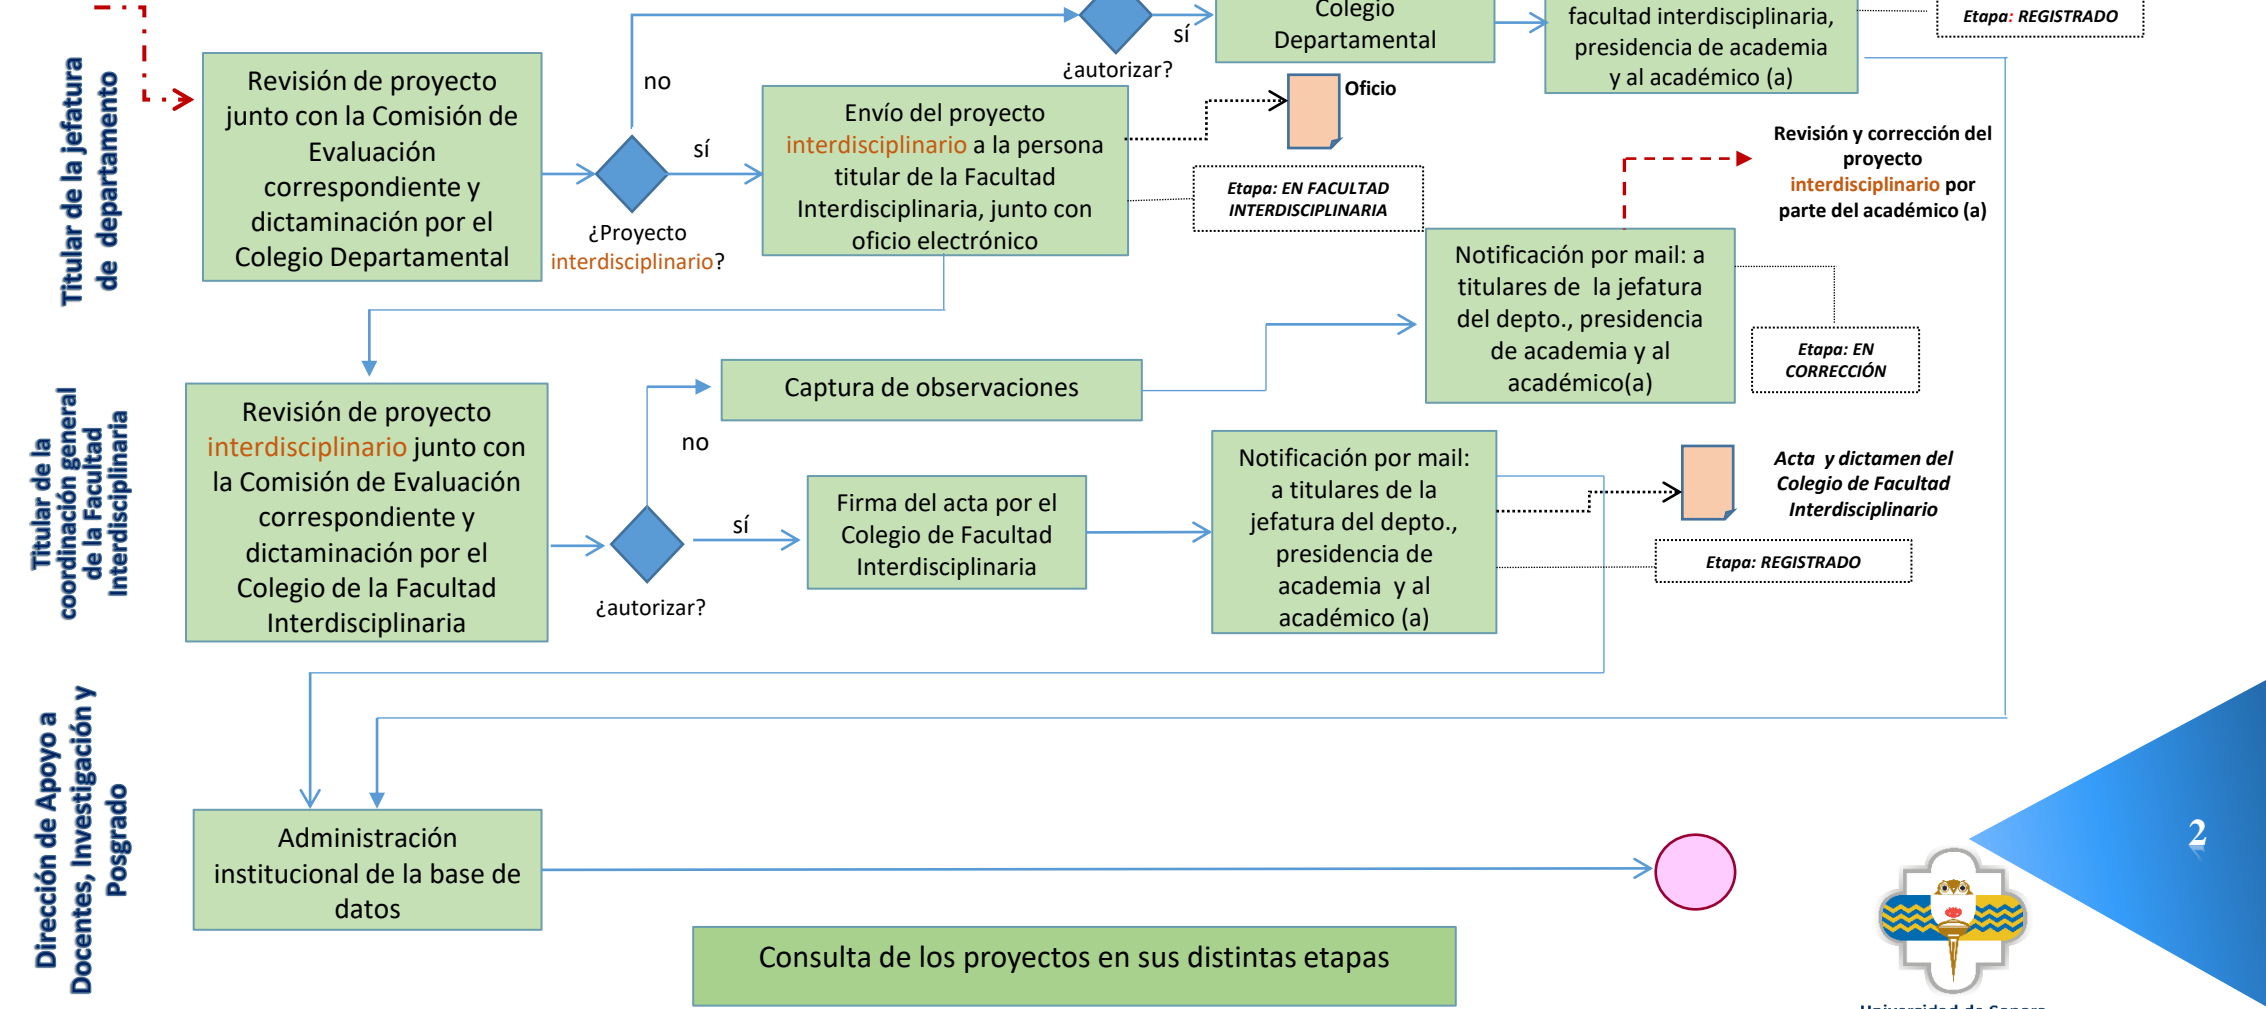 Colegio
Departamental
facultad interdisciplinaria,
presidencia de academia
y al académico (a)
Etapa: REGISTRADO
sí
¿autorizar?
Titular de la jefatura
de departamento
Revisión de proyecto
junto con la Comisión de
Evaluación
correspondiente y
dictaminación por el
Colegio Departamental
no
sí
¿Proyecto
interdisciplinario?
Envío del proyecto
interdisciplinario a la persona
titular de la Facultad
Interdisciplinaria, junto con
oficio electrónico
Oficio
Etapa: EN FACULTAD
INTERDISCIPLINARIA
Revisión y corrección del
proyecto
interdisciplinario por
parte del académico (a)
Notificación por mail: a
titulares de la jefatura
del depto., presidencia
de academia y al
académico(a)
Etapa: EN
CORRECCIÓN
Titular de la
coordinación general
de la Facultad
Interdisciplinaria
Revisión de proyecto
interdisciplinario junto con
la Comisión de Evaluación
correspondiente y
dictaminación por el
Colegio de la Facultad
Interdisciplinaria
Captura de observaciones
no
sí
¿autorizar?
Firma del acta por el
Colegio de Facultad
Interdisciplinaria
Notificación por mail:
a titulares de la
jefatura del depto.,
presidencia de
academia y al
académico (a)
Acta y dictamen del
Colegio de Facultad
Interdisciplinario
Etapa: REGISTRADO
Dirección de Apoyo a
Docentes, Investigación y
Posgrado
Administración
institucional de la base de
datos
Consulta de los proyectos en sus distintas etapas
2
Universidad de Sonora